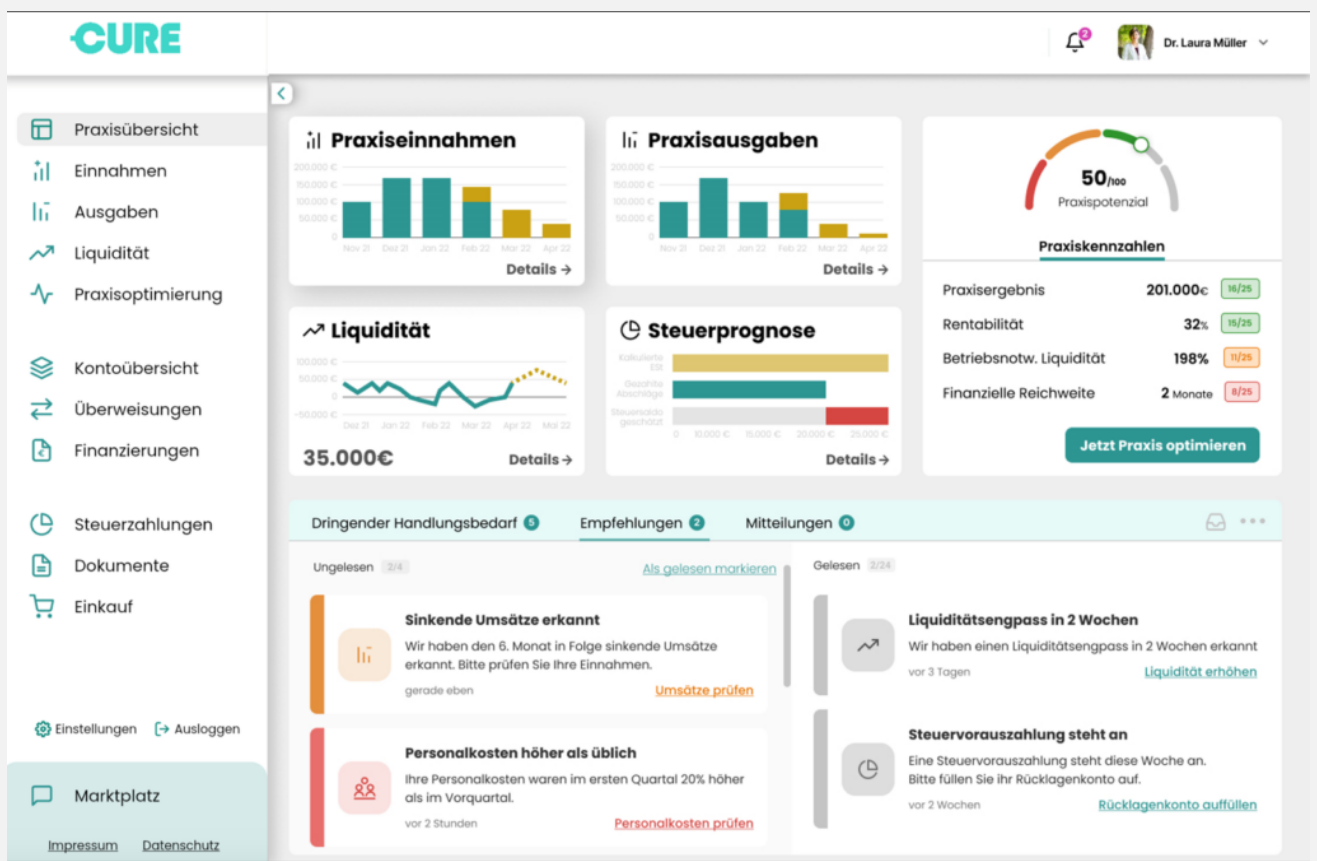 CURE
2
Dr. Laura Müller
Praxisübersicht
Einnahmen
Ausgaben
Liquidität
Praxisoptimierung
Kontoübersicht
Überweisungen
Finanzierungen
Steuerzahlungen
Dokumente
Einkauf
Einstellungen
Ausloggen
Marktplatz
Impressum
Datenschutz
Praxiseinnahmen
200.000 €
150.000 €
100.000 €
50.000 €
0
Nov 21 Dez 21 Jan 22 Feb 22 Mar 22 Apr 22
Details →
Praxisausgaben
200.000 €
150.000 €
100.000 €
50.000 €
0
Nov 21 Dez 21 Jan 22 Feb 22 Mar 22 Apr 22
Details →
50/100
Praxispotenzial
Praxiskennzahlen
Praxisergebnis 201.000€ 16/25
Rentabilität 32% 15/25
Betriebsnotw. Liquidität 198% 11/25
Finanzielle Reichweite 2 Monate 8/25
Jetzt Praxis optimieren
Liquidität
100.000 €
50.000 €
0
-50.000 €
Dez 21 Jan 22 Feb 22 Mar 22 Apr 22 Mai 22
35.000€
Details →
Steuerprognose
Kalkulierte
ESt
Gezahlte
Abschläge
Steuersaldo
geschätzt
0 10.000 € 15.000 € 20.000 € 25.000 €
Details →
Dringender Handlungsbedarf 5
Empfehlungen 2
Mitteilungen 0
Ungelesen 2/4
Als gelesen markieren
Sinkende Umsätze erkannt
Wir haben den 6. Monat in Folge sinkende Umsätze
erkannt. Bitte prüfen Sie Ihre Einnahmen.
gerade eben
Umsätze prüfen
Personalkosten höher als üblich
Ihre Personalkosten waren im ersten Quartal 20% höher
als im Vorquartal.
vor 2 Stunden
Personalkosten prüfen
Gelesen 2/24
Liquiditätsengpass in 2 Wochen
Wir haben einen Liquiditätsengpass in 2 Wochen erkannt
vor 3 Tagen
Liquidität erhöhen
Steuervorauszahlung steht an
Eine Steuervorauszahlung steht diese Woche an.
Bitte füllen Sie ihr Rücklagenkonto auf.
vor 2 Wochen
Rücklagenkonto auffüllen